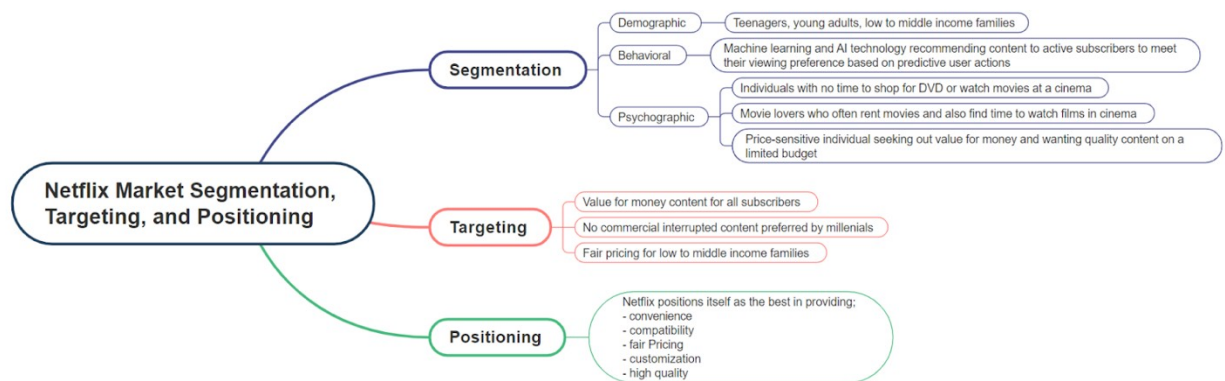 Netflix Market Segmentation,
Targeting, and Positioning
Segmentation
Demographic
Teenagers, young adults, low to middle income families
Behavioral
Machine learning and AI technology recommending content to active subscribers to meet
their viewing preference based on predictive user actions
Psychographic
Individuals with no time to shop for DVD or watch movies at a cinema
Movie lovers who often rent movies and also find time to watch films in cinema
Price-sensitive individual seeking out value for money and wanting quality content on a
limited budget
Targeting
Value for money content for all subscribers
No commercial interrupted content preferred by millenials
Fair pricing for low to middle income families
Positioning
Netflix positions itself as the best in providing;
- convenience
- compatibility
- fair Pricing
- customization
- high quality